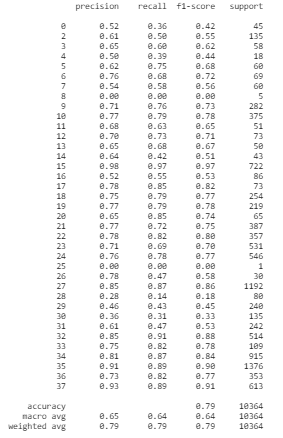 precision recall f1-score support
0 0.52 0.36 0.42 45
2 0.61 0.50 0.55 135
3 0.65 0.60 0.62 58
4 0.50 0.39 0.44 18
5 0.62 0.75 0.68 60
6 0.76 0.68 0.72 69
7 0.54 0.58 0.56 60
8 0.00 0.00 0.00 5
9 0.71 0.76 0.73 282
10 0.77 0.79 0.78 375
11 0.68 0.63 0.65 51
12 0.70 0.73 0.71 73
13 0.65 0.68 0.67 50
14 0.64 0.42 0.51 43
15 0.98 0.97 0.97 722
16 0.52 0.55 0.53 86
17 0.78 0.85 0.82 73
18 0.75 0.79 0.77 254
19 0.77 0.79 0.78 219
20 0.65 0.85 0.74 65
21 0.77 0.72 0.75 387
22 0.78 0.82 0.80 357
23 0.71 0.69 0.70 531
24 0.76 0.78 0.77 546
25 0.00 0.00 0.00 1
26 0.78 0.47 0.58 30
27 0.85 0.87 0.86 1192
28 0.28 0.14 0.18 80
29 0.46 0.43 0.45 240
30 0.36 0.31 0.33 135
31 0.61 0.47 0.53 242
32 0.85 0.91 0.88 514
33 0.75 0.82 0.78 109
34 0.81 0.87 0.84 915
35 0.91 0.89 0.90 1376
36 0.73 0.82 0.77 353
37 0.93 0.89 0.91 613
accuracy 0.79 10364
macro avg 0.65 0.64 0.64 10364
weighted avg 0.79 0.79 0.79 10364